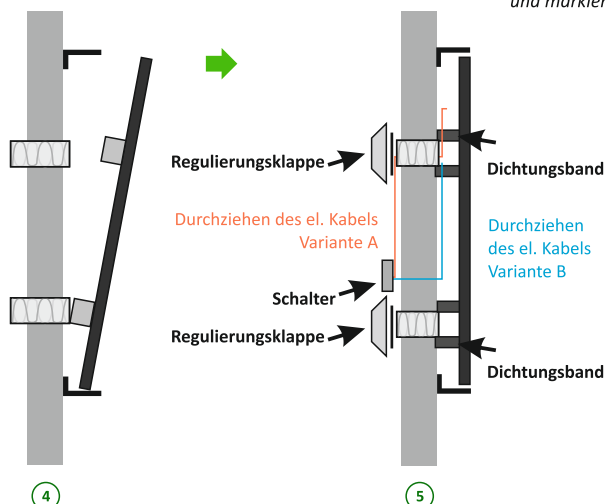 und markier
Regulierungsklappe
Dichtungsband
Durchziehen des el. Kabels
Variante A
Durchziehen
des el. Kabels
Variante B
Schalter
Regulierungsklappe
Dichtungsband
4
5